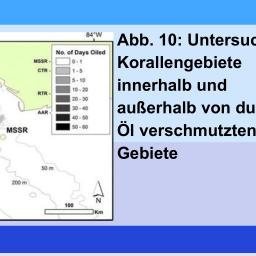 84°W
No. of Days Oiled
MSSR
CTR
RTR
AAR
0 - 1
1 - 5
5 - 10
10 - 20
20 - 30
30 - 40
40 - 50
50 - 60
MSSR
50 m
200 m
N
100
Km
Abb. 10: Untersuc
Korallengebiete
innerhalb und
außerhalb von du
Öl verschmutzten
Gebiete